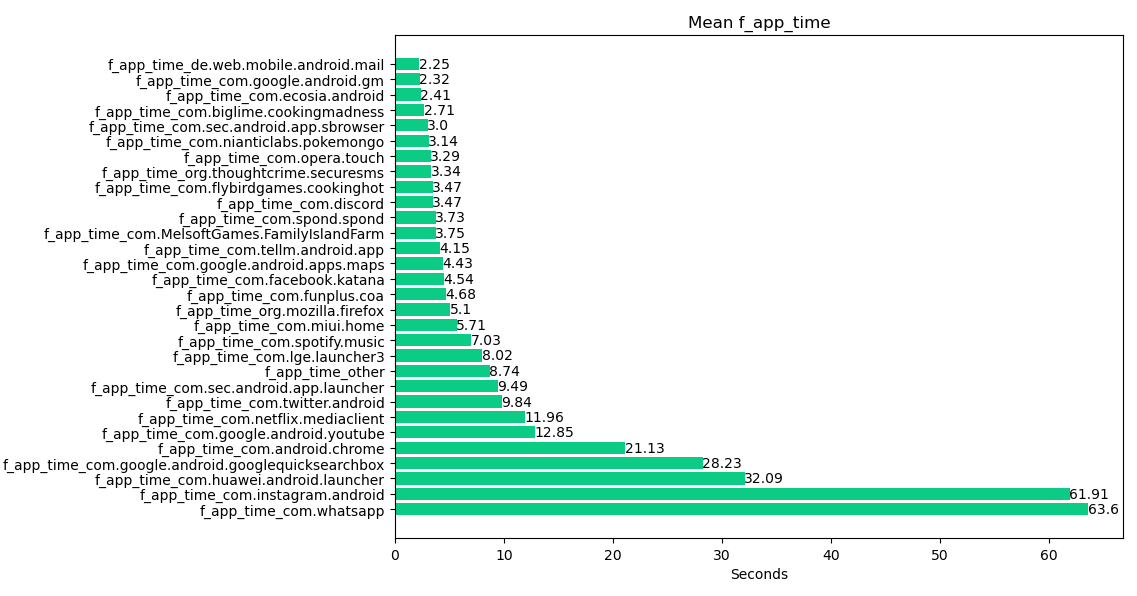 Mean f_app_time
f_app_time_de.web.mobile.android.mail 2.25
f_app_time_com.google.android.gm 2.32
f_app_time_com.ecosia.android 2.41
f_app_time_com.biglime.cookingmadness 2.71
f_app_time_com.sec.android.app.sbrowser 3.0
f_app_time_com.nianticlabs.pokemongo 3.14
f_app_time_com.opera.touch 3.29
f_app_time_org.thoughtcrime.securesms 3.34
f_app_time_com.flybirdgames.cookinghot 3.47
f_app_time_com.discord 3.47
f_app_time_com.spond.spond 3.73
f_app_time_com.MelsoftGames.FamilyIslandFarm 3.75
f_app_time_com.tellm.android.app 4.15
f_app_time_com.google.android.apps.maps 4.43
f_app_time_com.facebook.katana 4.54
f_app_time_com.funplus.coa 4.68
f_app_time_org.mozilla.firefox 5.1
f_app_time_com.miui.home 5.71
f_app_time_com.spotify.music 7.03
f_app_time_com.lge.launcher3 8.02
f_app_time_other 8.74
f_app_time_com.sec.android.app.launcher 9.49
f_app_time_com.twitter.android 9.84
f_app_time_com.netflix.mediaclient 11.96
f_app_time_com.google.android.youtube 12.85
f_app_time_com.android.chrome 21.13
f_app_time_com.google.android.googlequicksearchbox 28.23
f_app_time_com.huawei.android.launcher 32.09
f_app_time_com.instagram.android 61.91
f_app_time_com.whatsapp 63.6
0 10 20 30 40 50 60
Seconds